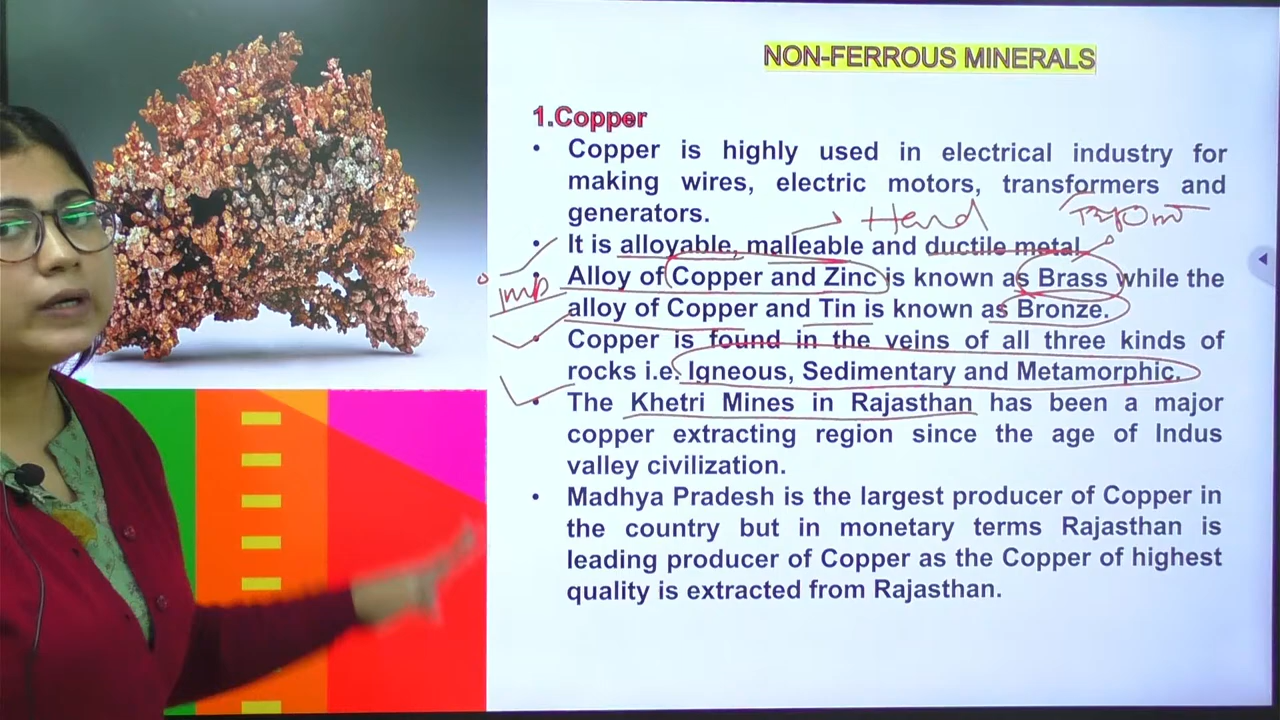 NON-FERROUS MINERALS
1.Copper
• Copper is highly used in electrical industry for
making wires, electric motors, transformers and
generators.
Hand
• It is alloyable, malleable and ductile metal
imp
• Alloy of Copper and Zinc is known as Brass while the
alloy of Copper and Tin is known as Bronze.
• Copper is found in the veins of all three kinds of
rocks i.e. Igneous, Sedimentary and Metamorphic.
• The Khetri Mines in Rajasthan has been a major
copper extracting region since the age of Indus
valley civilization.
• Madhya Pradesh is the largest producer of Copper in
the country but in monetary terms Rajasthan is
leading producer of Copper as the Copper of highest
quality is extracted from Rajasthan.